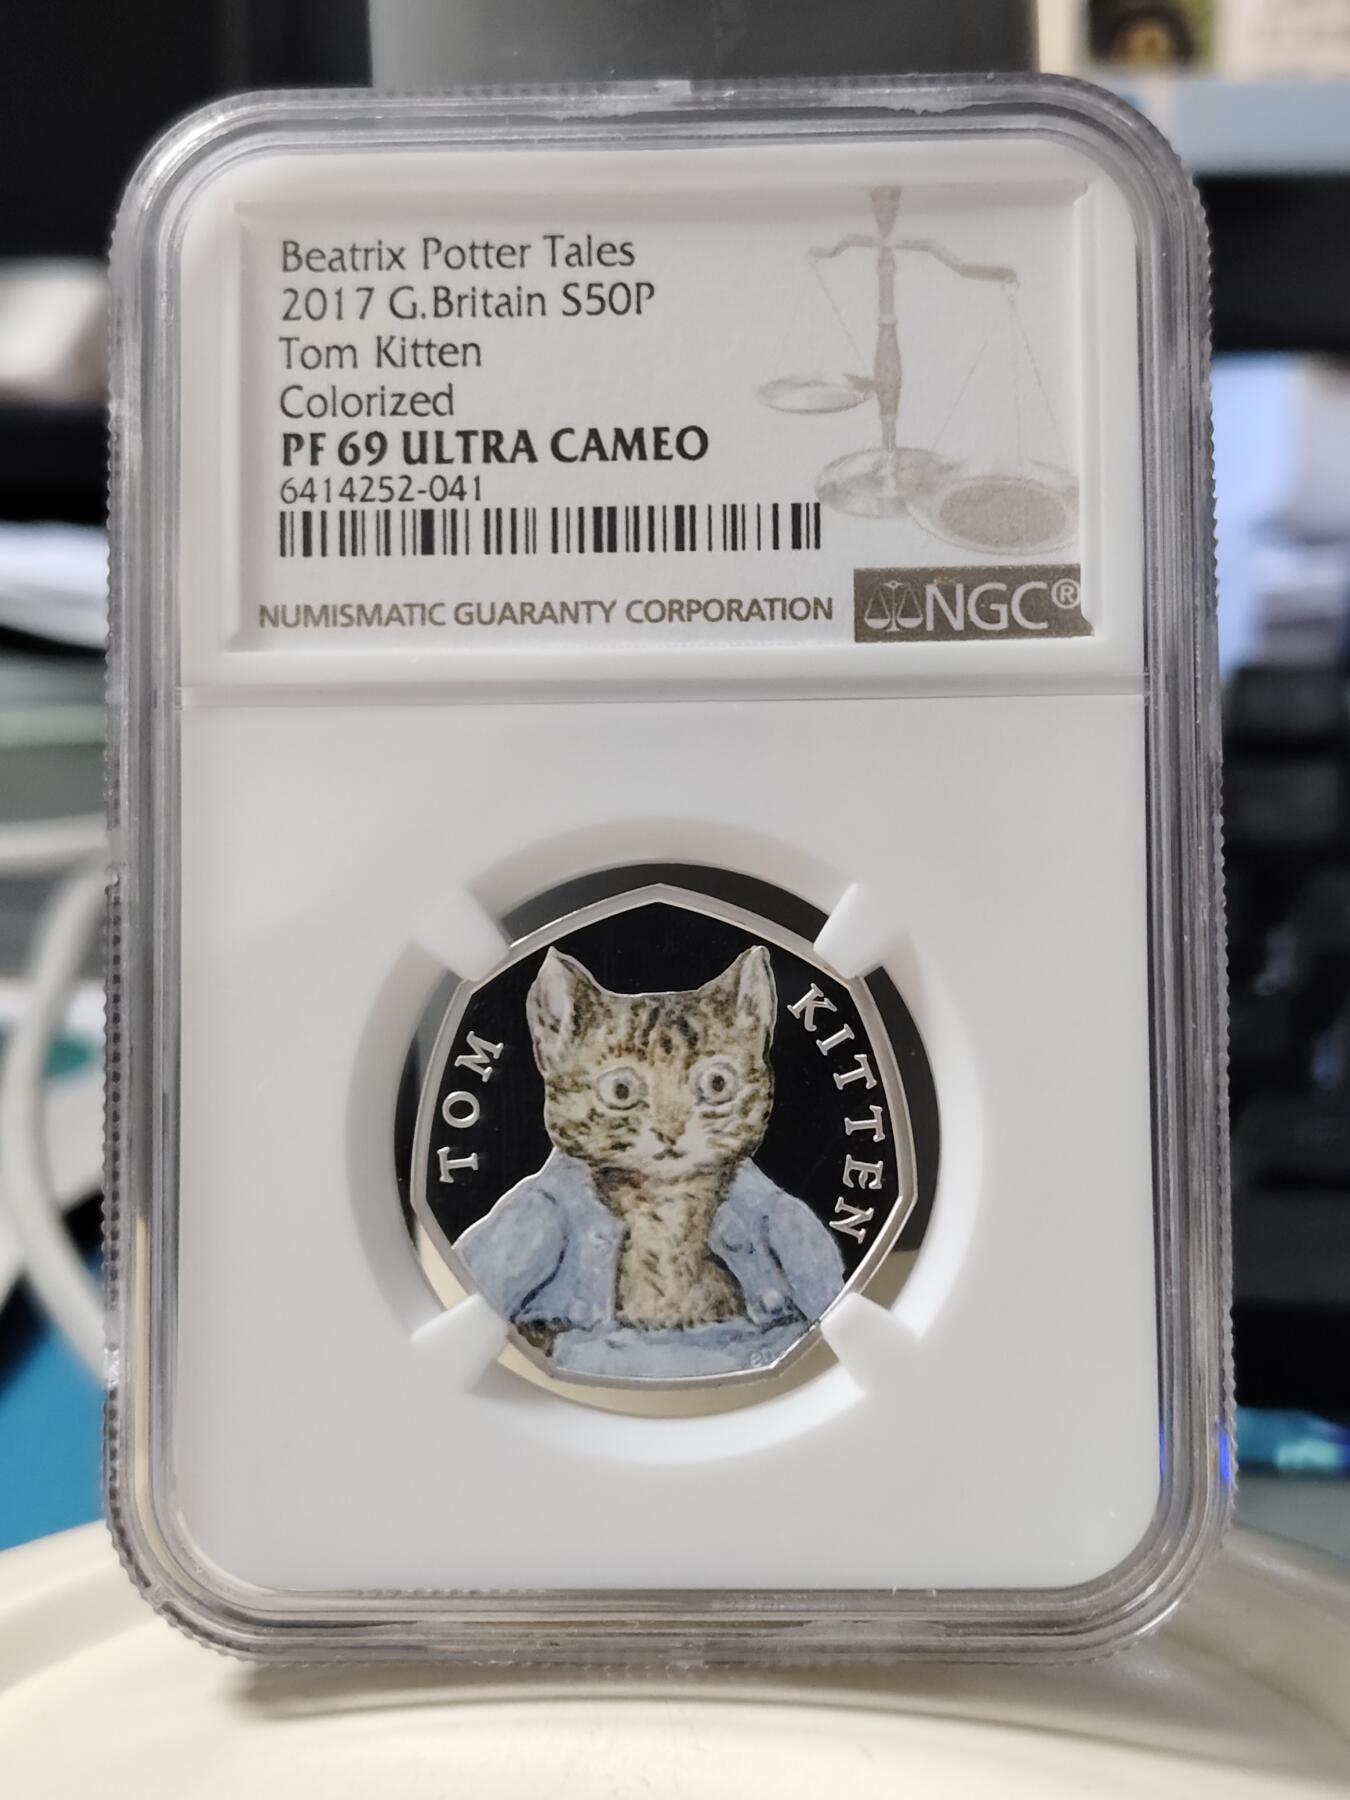 Beatrix Potter Tales
2017 G.Britain S50P
Tom Kitten
Colorized
PF 69 ULTRA CAMEO
6414252-041
NUMISMATIC GUARANTY CORPORATION
NGC®
TOM KITTEN